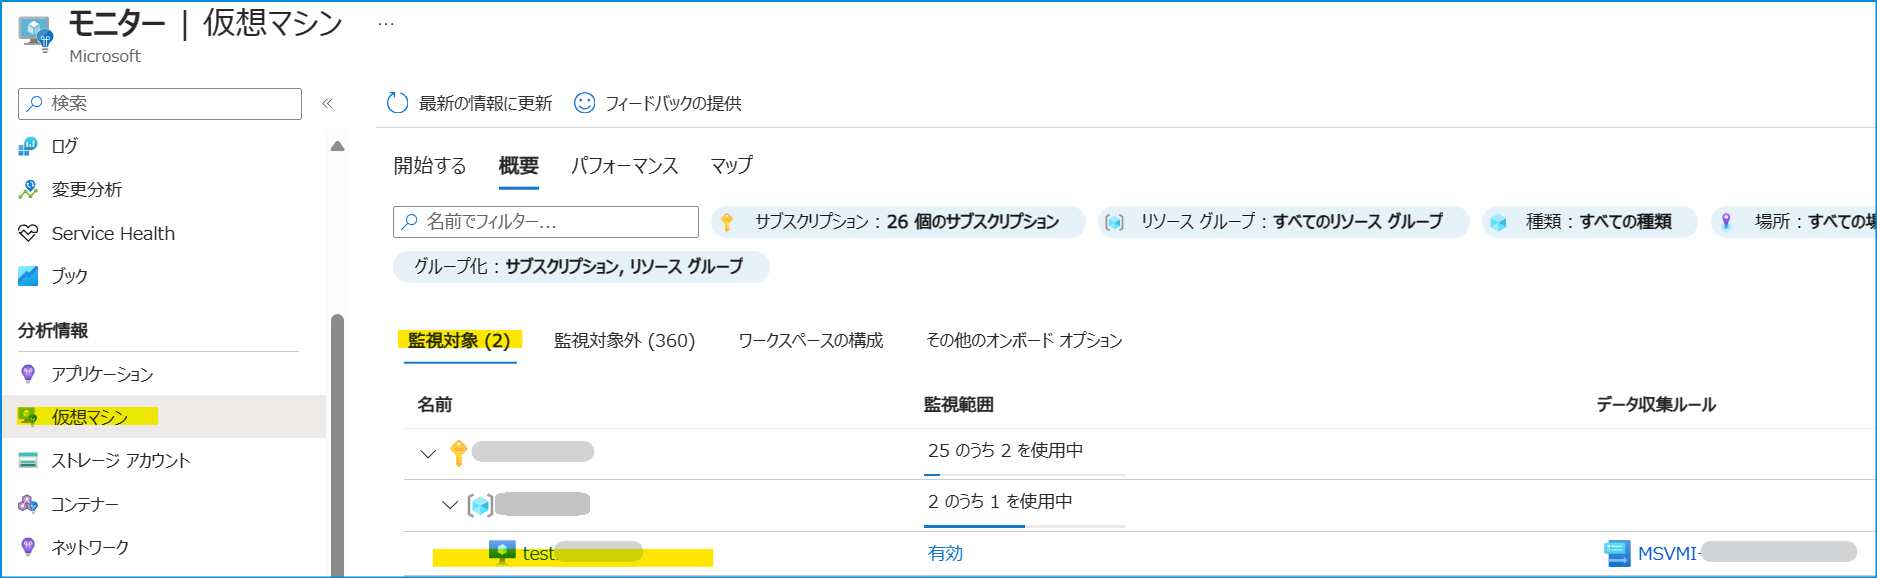 モニター | 仮想マシン ...
Microsoft
検索
«
最新の情報に更新 フィードバックの提供
ログ
変更分析
Service Health
ブック
分析情報
アプリケーション
仮想マシン
ストレージ アカウント
コンテナー
ネットワーク
開始する 概要 パフォーマンス マップ
名前でフィルター... サブスクリプション : 26 個のサブスクリプション リソース グループ : すべてのリソース グループ 種類 : すべての種類 場所 : すべての場
グループ化 : サブスクリプション, リソース グループ
監視対象 (2) 監視対象外 (360) ワークスペースの構成 その他のオンボード オプション
名前 監視範囲 データ収集ルール
25 のうち 2 を使用中
2 のうち 1 を使用中
test 有効 MSVMI-